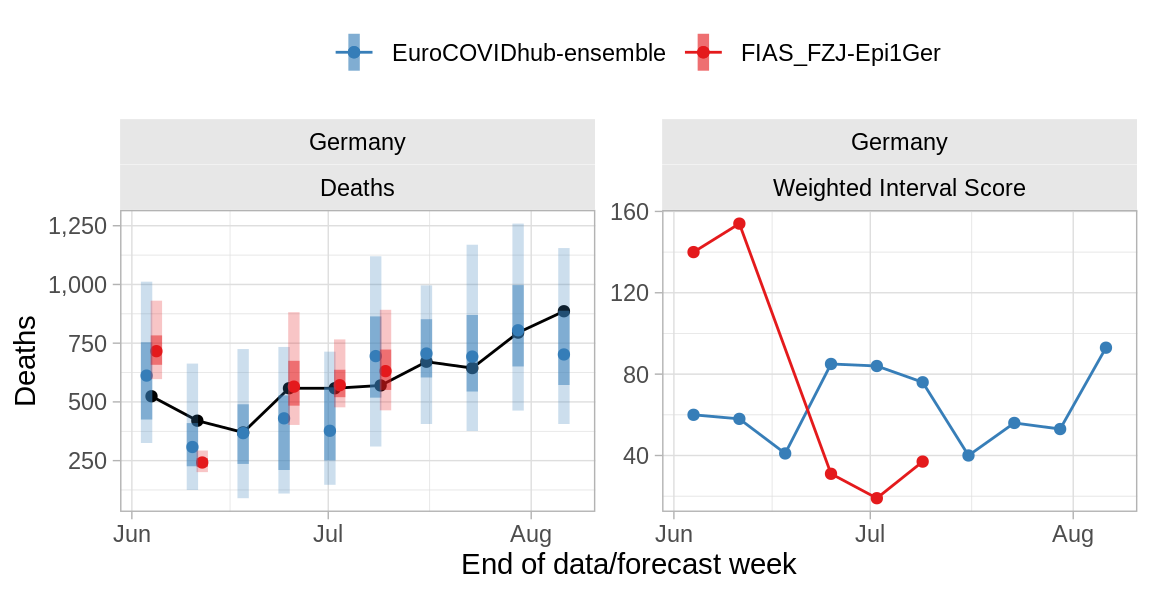 EuroCOVIDhub-ensemble FIAS_FZJ-Epi1Ger
Germany Germany
Deaths Weighted Interval Score
Deaths
1,250
1,000
750
500
250
160
120
80
40
Jun Jul Aug Jun Jul Aug
End of data/forecast week